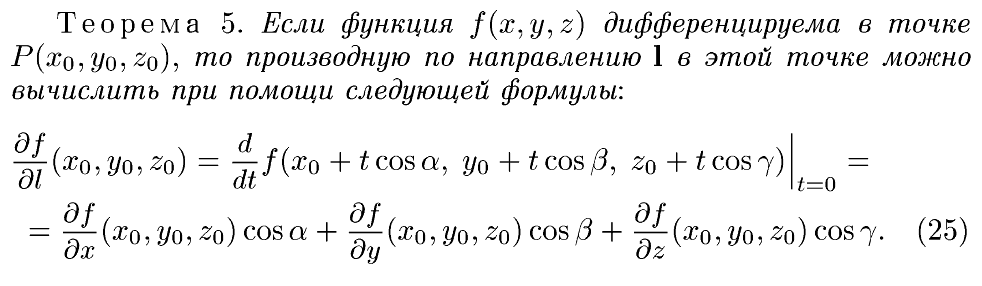 Теорема 5. Если функция f(x, y, z) дифференцируема в точке
P(x₀, y₀, z₀), то производную по направлению l в этой точке можно
вычислить при помощи следующей формулы:
∂f/∂l (x₀, y₀, z₀) = d/dt f(x₀ + t cos α, y₀ + t cos β, z₀ + t cos γ)|ₜ₌₀ =
= ∂f/∂x (x₀, y₀, z₀) cos α + ∂f/∂y (x₀, y₀, z₀) cos β + ∂f/∂z (x₀, y₀, z₀) cos γ. (25)